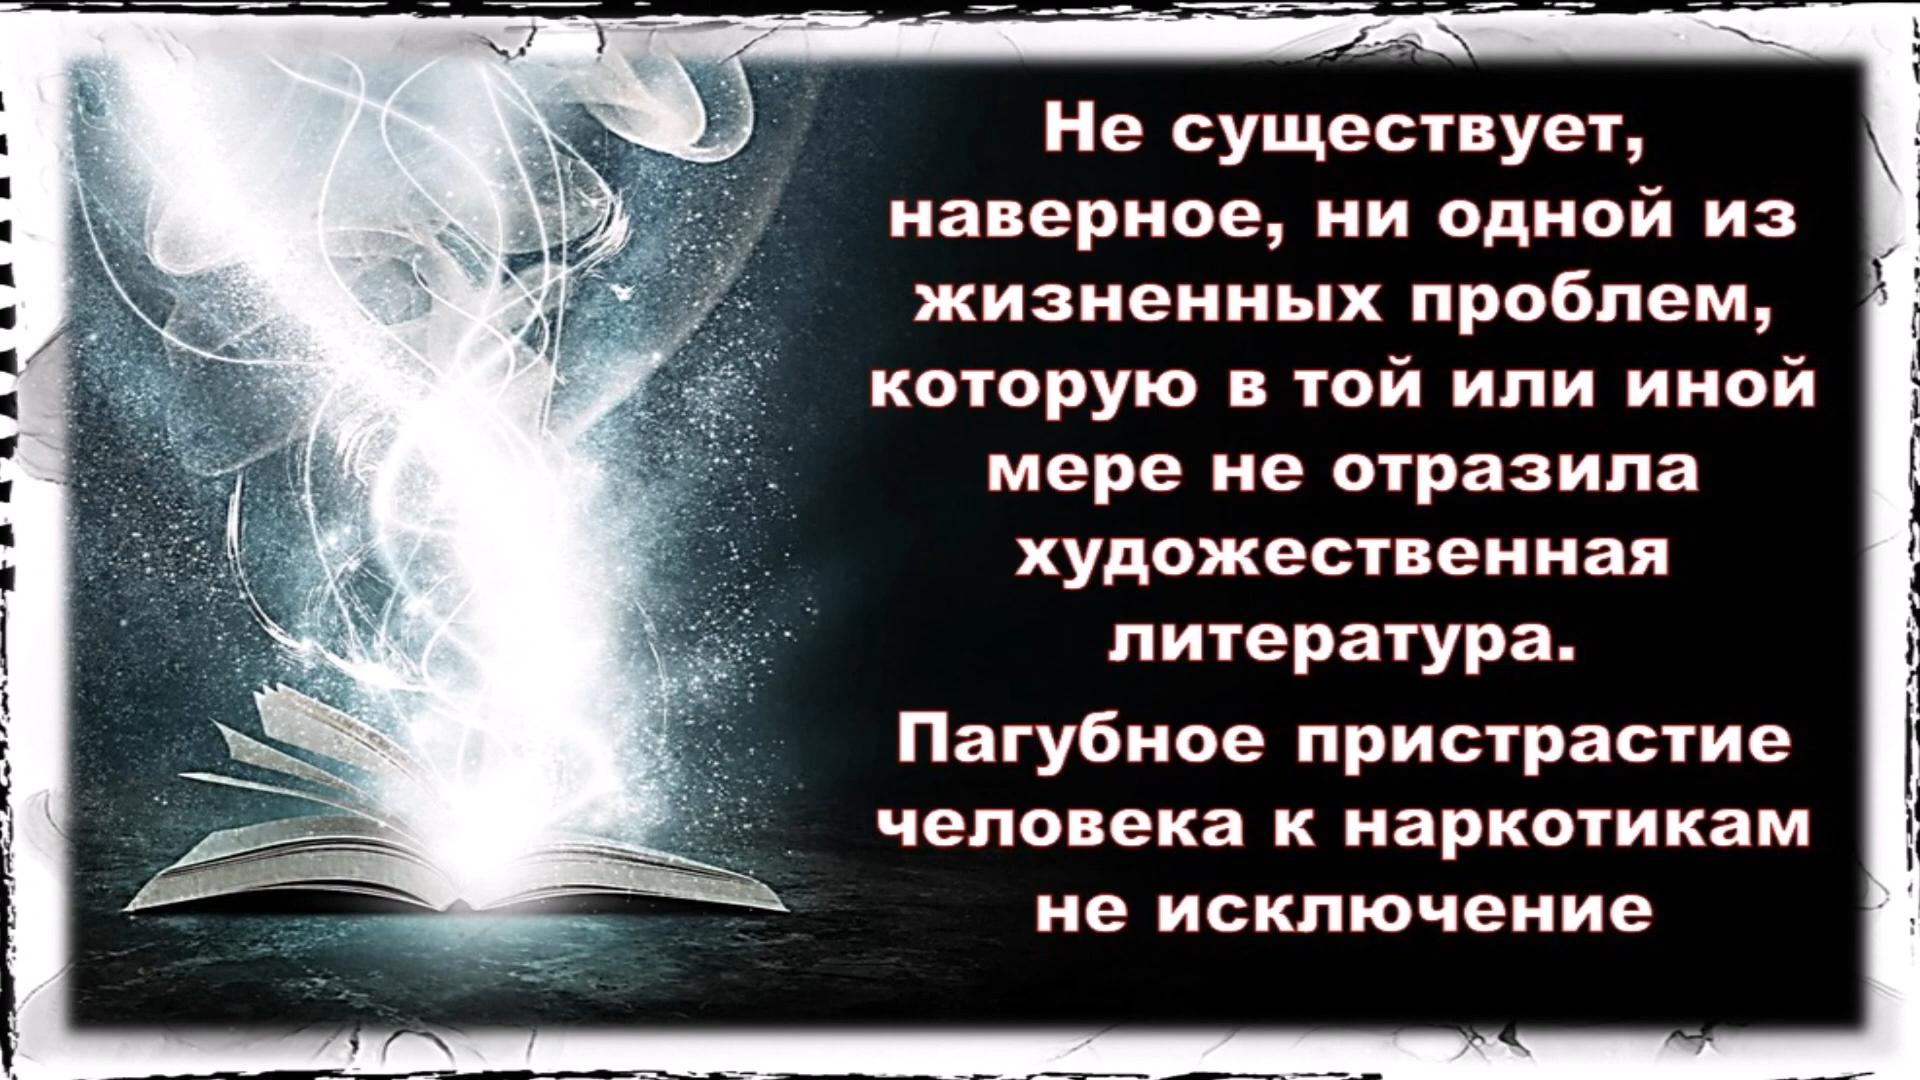 Не существует,
наверное, ни одной из
жизненных проблем,
которую в той или иной
мере не отразила
художественная
литература.
Пагубное пристрастие
человека к наркотикам
не исключение